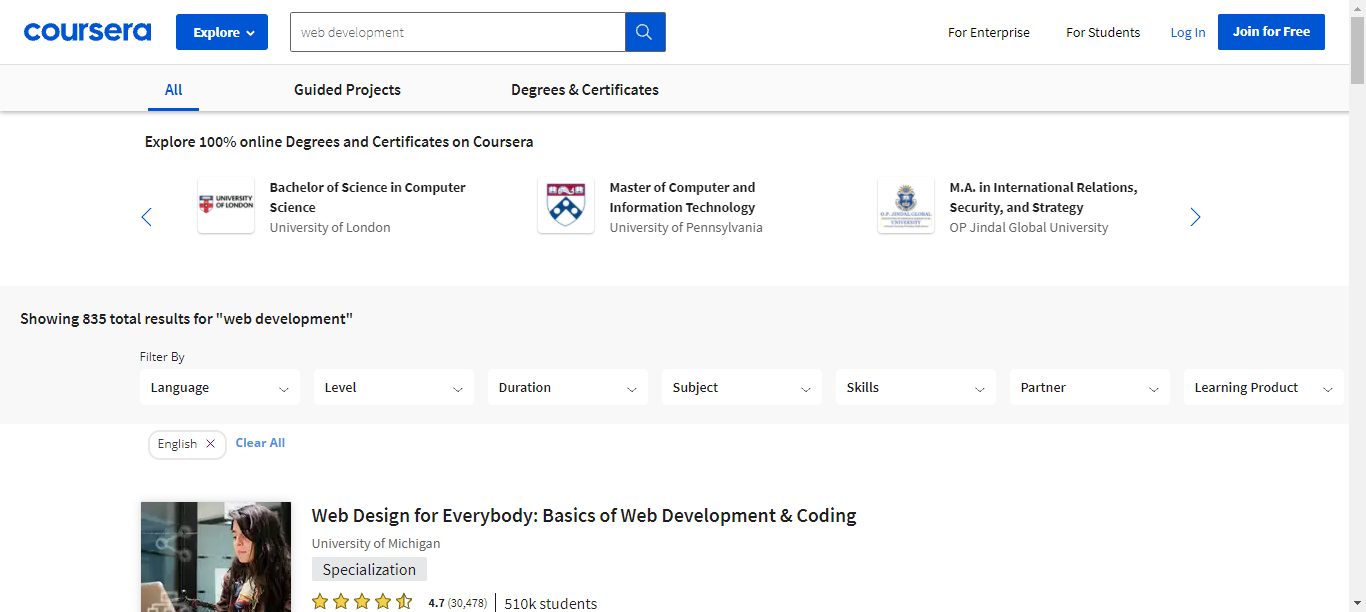 coursera
Explore
web development
For Enterprise
For Students
Log In
Join for Free
All
Guided Projects
Degrees & Certificates
Explore 100% online Degrees and Certificates on Coursera
UNIVERSITY
OF LONDON
Bachelor of Science in Computer
Science
University of London
Master of Computer and
Information Technology
University of Pennsylvania
O.P. JINDAL GLOBAL
UNIVERSITY
M.A. in International Relations,
Security, and Strategy
OP Jindal Global University
Showing 835 total results for "web development"
Filter By
Language
Level
Duration
Subject
Skills
Partner
Learning Product
English
Clear All
Web Design for Everybody: Basics of Web Development & Coding
University of Michigan
Specialization
4.7 (30,478)
510k students